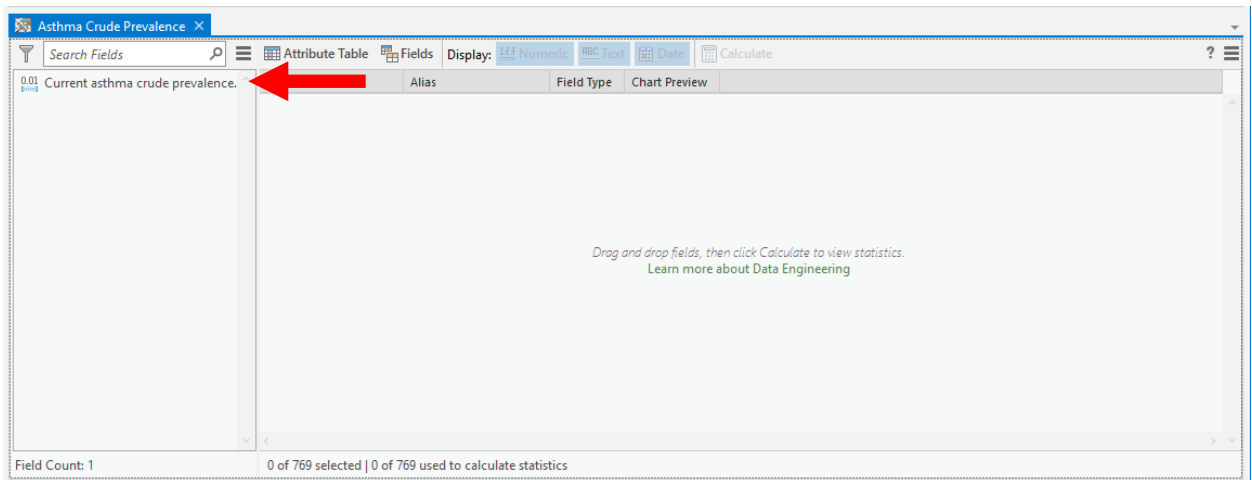 Asthma Crude Prevalence ×
Search Fields Attribute Table Fields Display: 123 Numeric ABC Text Date Calculate ?
0.01 Current asthma crude prevalence.
Alias Field Type Chart Preview
Drag and drop fields, then click Calculate to view statistics.
Learn more about Data Engineering
Field Count: 1 0 of 769 selected | 0 of 769 used to calculate statistics